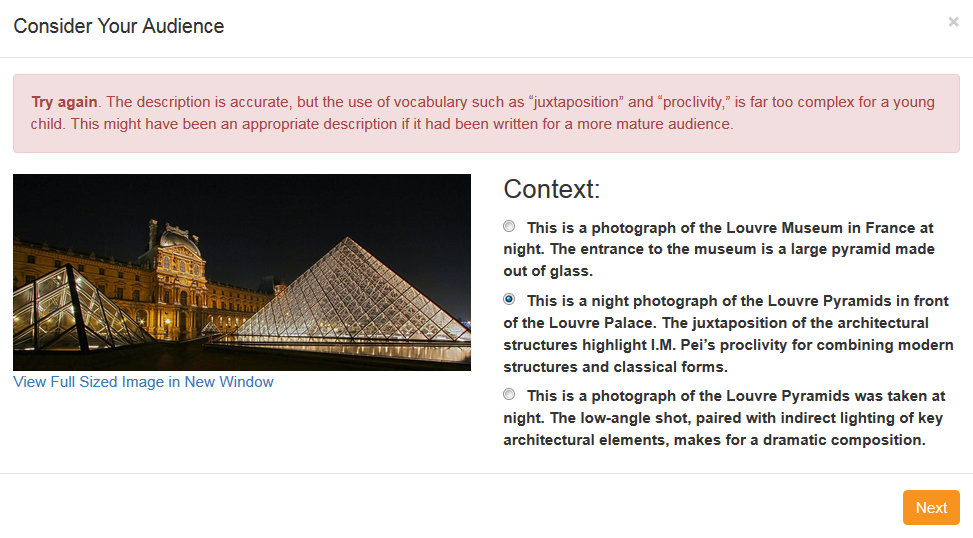 Consider Your Audience
×
Try again. The description is accurate, but the use of vocabulary such as “juxtaposition” and “proclivity,” is far too complex for a young
child. This might have been an appropriate description if it had been written for a more mature audience.
View Full Sized Image in New Window
Context:
This is a photograph of the Louvre Museum in France at
night. The entrance to the museum is a large pyramid made
out of glass.
This is a night photograph of the Louvre Pyramids in front
of the Louvre Palace. The juxtaposition of the architectural
structures highlight I.M. Pei’s proclivity for combining modern
structures and classical forms.
This is a photograph of the Louvre Pyramids was taken at
night. The low-angle shot, paired with indirect lighting of key
architectural elements, makes for a dramatic composition.
Next